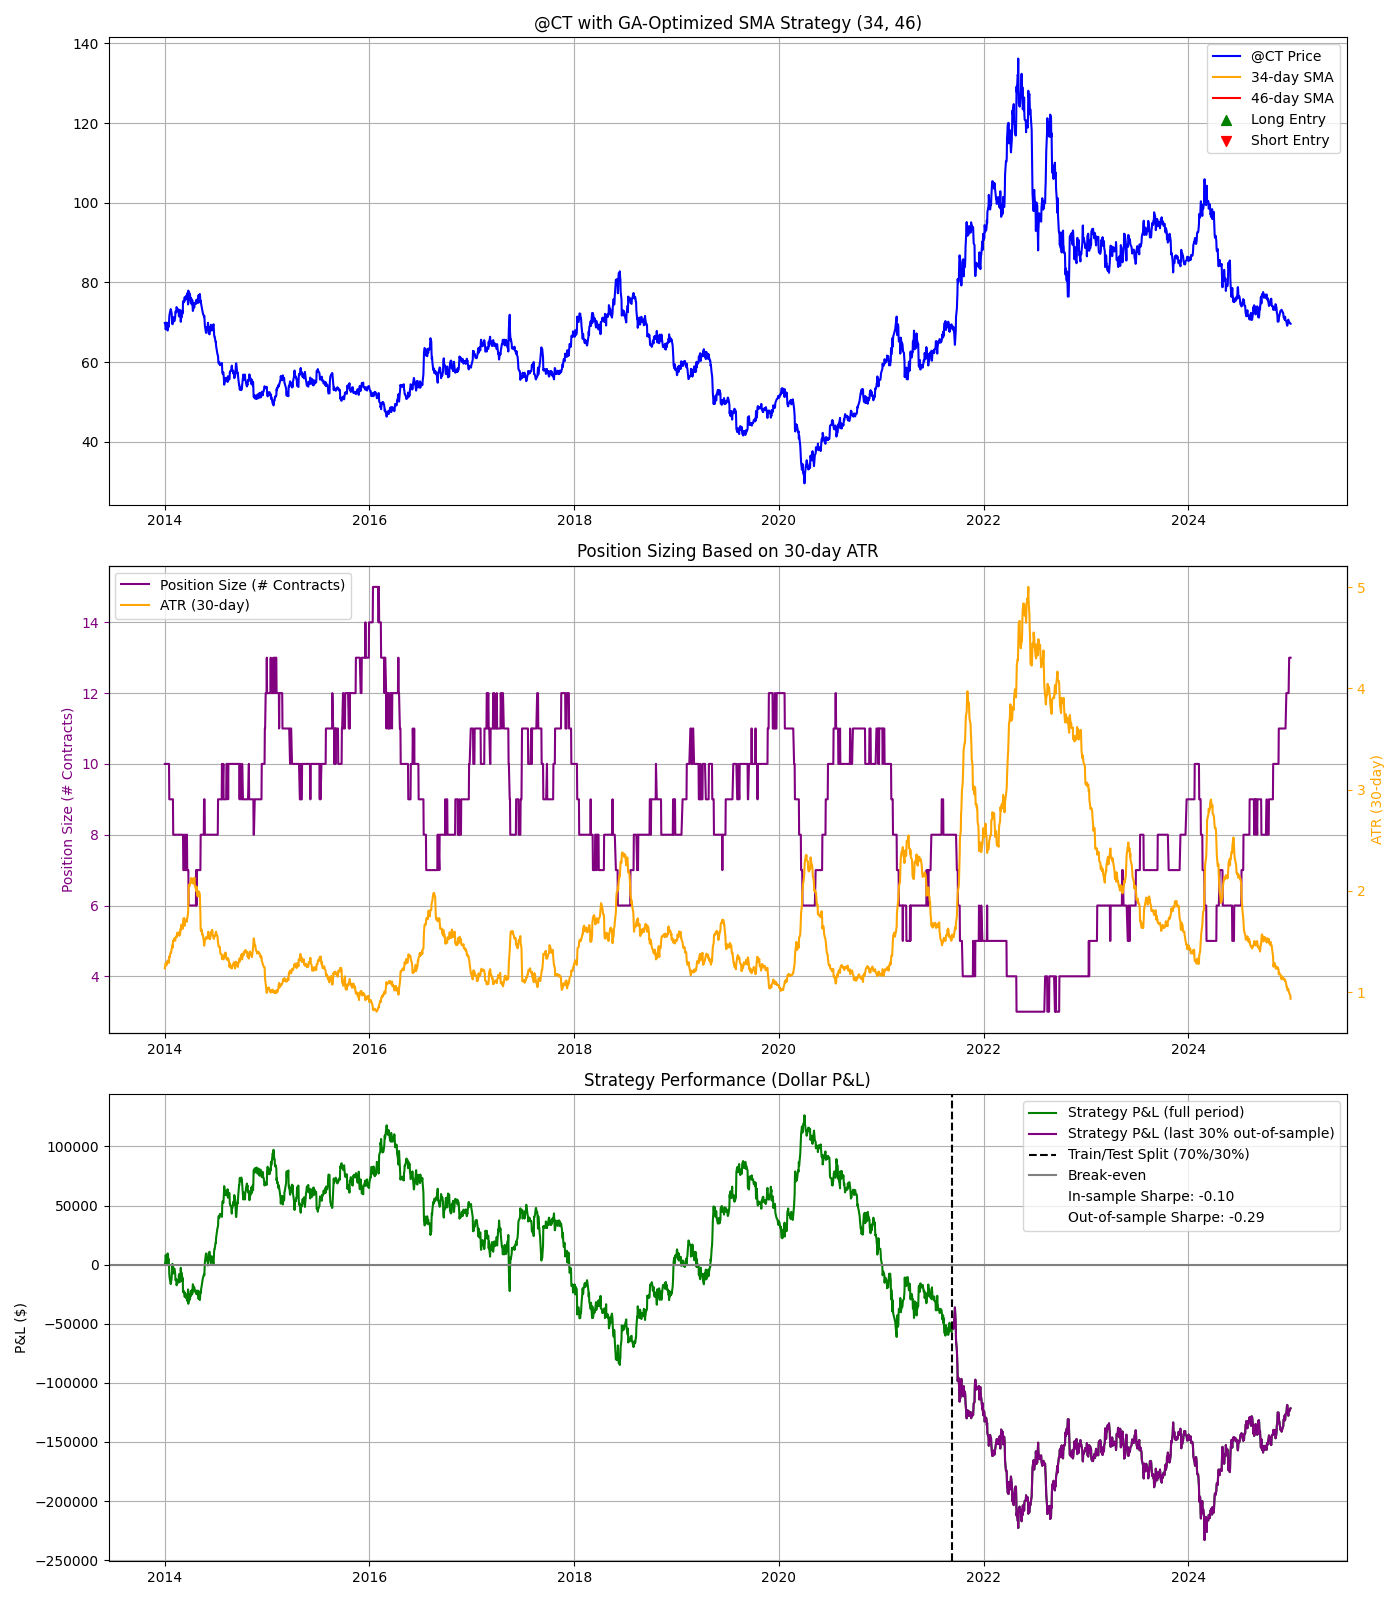 @CT with GA-Optimized SMA Strategy (34, 46)
140
120
100
80
60
40
@CT Price
34-day SMA
46-day SMA
Long Entry
Short Entry
2014 2016 2018 2020 2022 2024
Position Sizing Based on 30-day ATR
Position Size (# Contracts)
ATR (30-day)
Position Size (# Contracts)
14
12
10
8
6
4
5
4
3
2
1
ATR (30-day)
2014 2016 2018 2020 2022 2024
Strategy Performance (Dollar P&L)
P&L ($)
100000
50000
0
−50000
−100000
−150000
−200000
−250000
Strategy P&L (full period)
Strategy P&L (last 30% out-of-sample)
Train/Test Split (70%/30%)
Break-even
In-sample Sharpe: -0.10
Out-of-sample Sharpe: -0.29
2014 2016 2018 2020 2022 2024